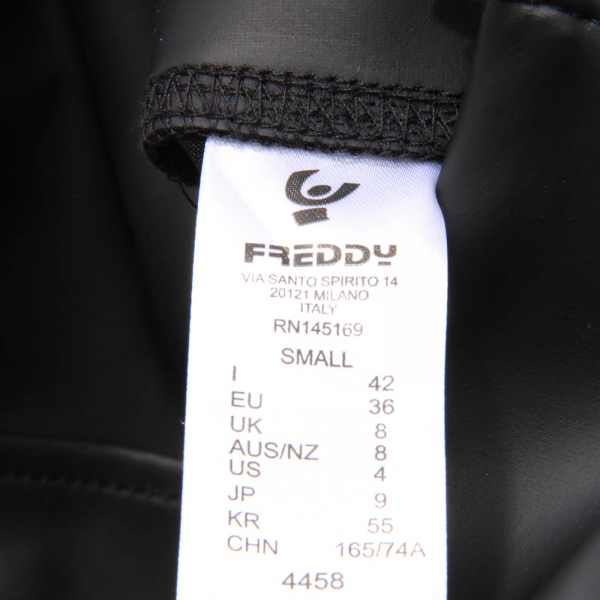 FREDDY
VIA SANTO SPIRITO 14
20121 MILANO
ITALY
RN145169
SMALL
I 42
EU 36
UK 8
AUS/NZ 8
US 4
JP 9
KR 55
CHN 165/74A
4458